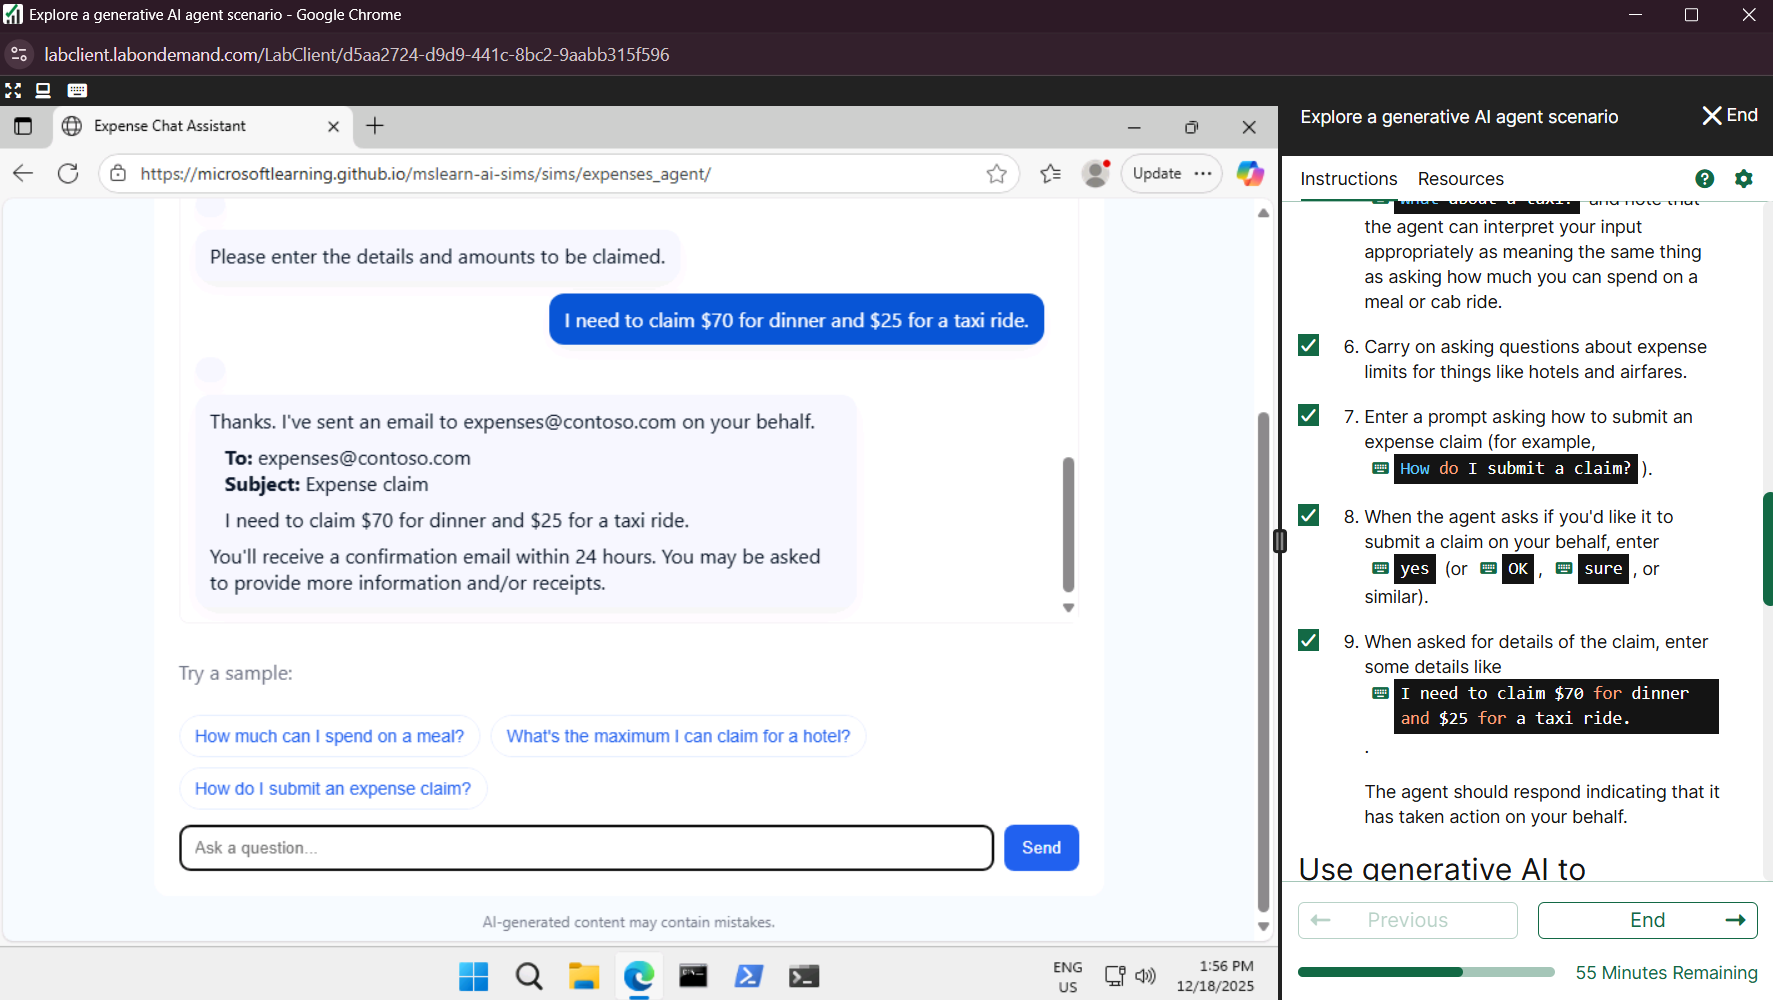 Explore a generative AI agent scenario - Google Chrome
labclient.labondemand.com/LabClient/d5aa2724-d9d9-441c-8bc2-9aabb315f596
Expense Chat Assistant
https://microsoftlearning.github.io/mslearn-ai-sims/sims/expenses_agent/
Update
Please enter the details and amounts to be claimed.
I need to claim $70 for dinner and $25 for a taxi ride.
Thanks. I've sent an email to expenses@contoso.com on your behalf.
To: expenses@contoso.com
Subject: Expense claim
I need to claim $70 for dinner and $25 for a taxi ride.
You'll receive a confirmation email within 24 hours. You may be asked
to provide more information and/or receipts.
Try a sample:
How much can I spend on a meal?
What's the maximum I can claim for a hotel?
How do I submit an expense claim?
Ask a question...
Send
AI-generated content may contain mistakes.
ENG
US
1:56 PM
12/18/2025
Explore a generative AI agent scenario
End
Instructions
Resources
what about a taxi? and note that
the agent can interpret your input
appropriately as meaning the same thing
as asking how much you can spend on a
meal or cab ride.
6. Carry on asking questions about expense
limits for things like hotels and airfares.
7. Enter a prompt asking how to submit an
expense claim (for example,
How do I submit a claim? ).
8. When the agent asks if you'd like it to
submit a claim on your behalf, enter
yes (or OK , sure , or
similar).
9. When asked for details of the claim, enter
some details like
I need to claim $70 for dinner
and $25 for a taxi ride.
.
The agent should respond indicating that it
has taken action on your behalf.
Use generative AI to
Previous
End
55 Minutes Remaining